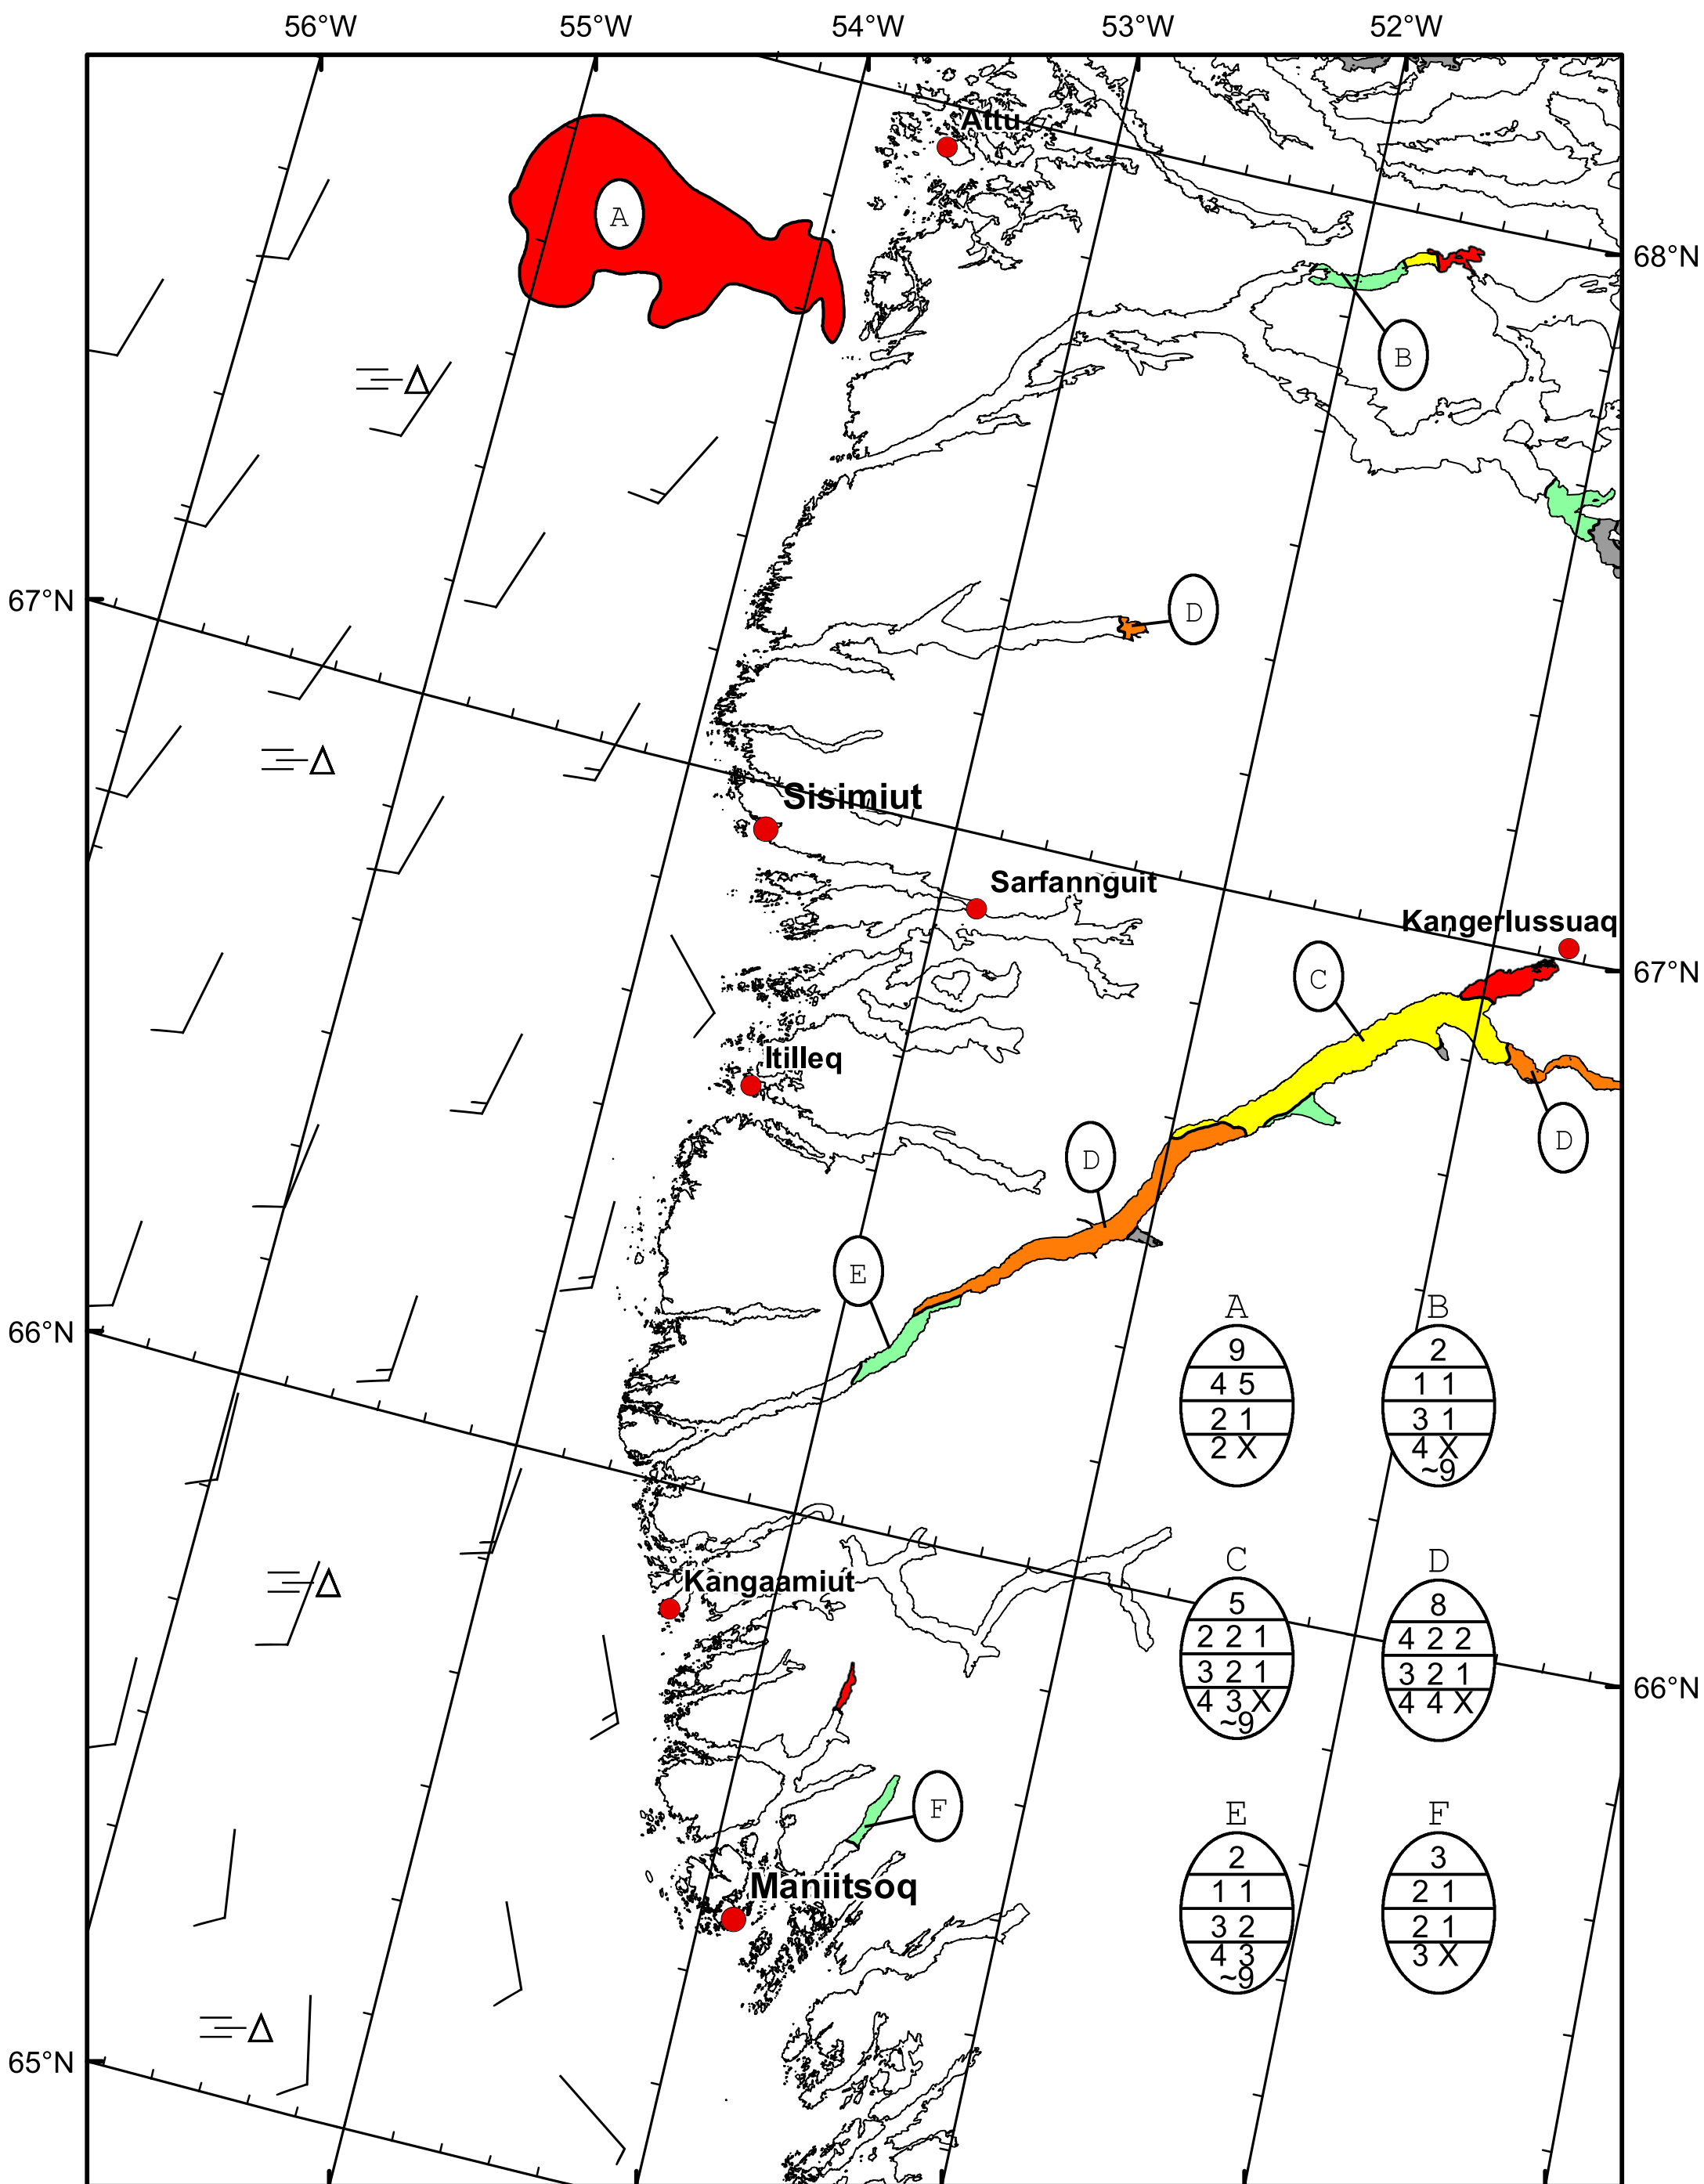 56°W 55°W 54°W 53°W 52°W
Attu
A
68°N
B
67°N
D
Sisimiut
Sarfannguit
Kangerlussuaq
C
67°N
Itilleq
D
D
E
66°N
A B
9 2
4 5 1 1
2 1 3 1
2 X 4 X
~9
C D
Kangaamiut
5 8
2 2 1 4 2 2
3 2 1 3 2 1
66°N
4 3 X 4 4 X
~9
F
E F
2 3
Maniitsoq
1 1 2 1
3 2 2 1
4 3 3 X
~9
65°N